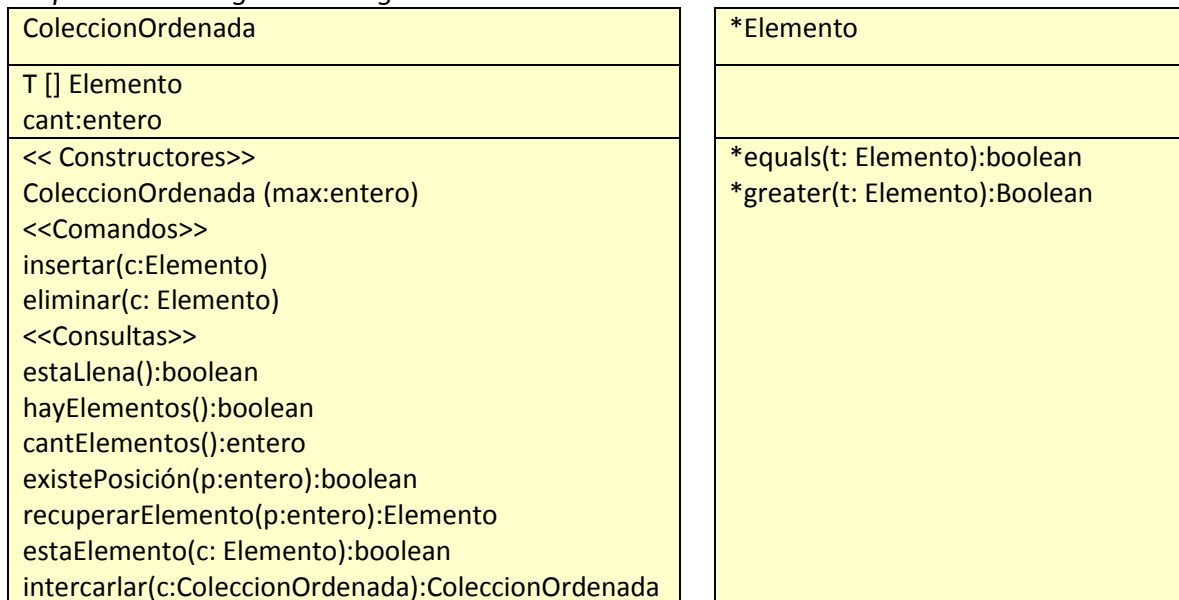 ColeccionOrdenada
T [] Elemento
cant:entero
<< Constructores>>
ColeccionOrdenada (max:entero)
<<Comandos>>
insertar(c:Elemento)
eliminar(c: Elemento)
<<Consultas>>
estaLlena():boolean
hayElementos():boolean
cantElementos():entero
existePosición(p:entero):boolean
recuperarElemento(p:entero):Elemento
estaElemento(c: Elemento):boolean
intercarlar(c:ColeccionOrdenada):ColeccionOrdenada
*Elemento
*equals(t: Elemento):boolean
*greater(t: Elemento):Boolean